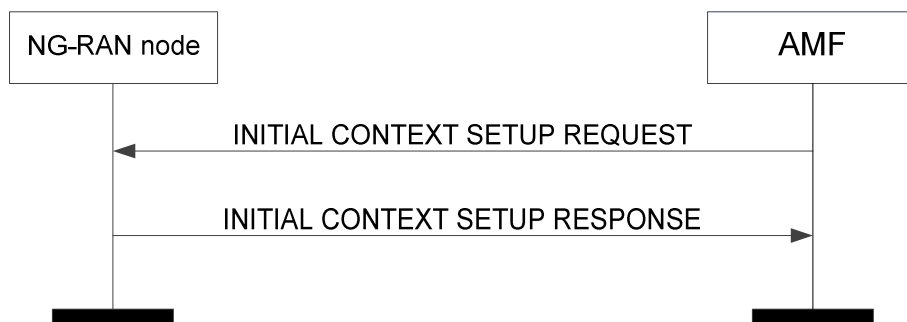 NG-RAN node
AMF
INITIAL CONTEXT SETUP REQUEST
INITIAL CONTEXT SETUP RESPONSE